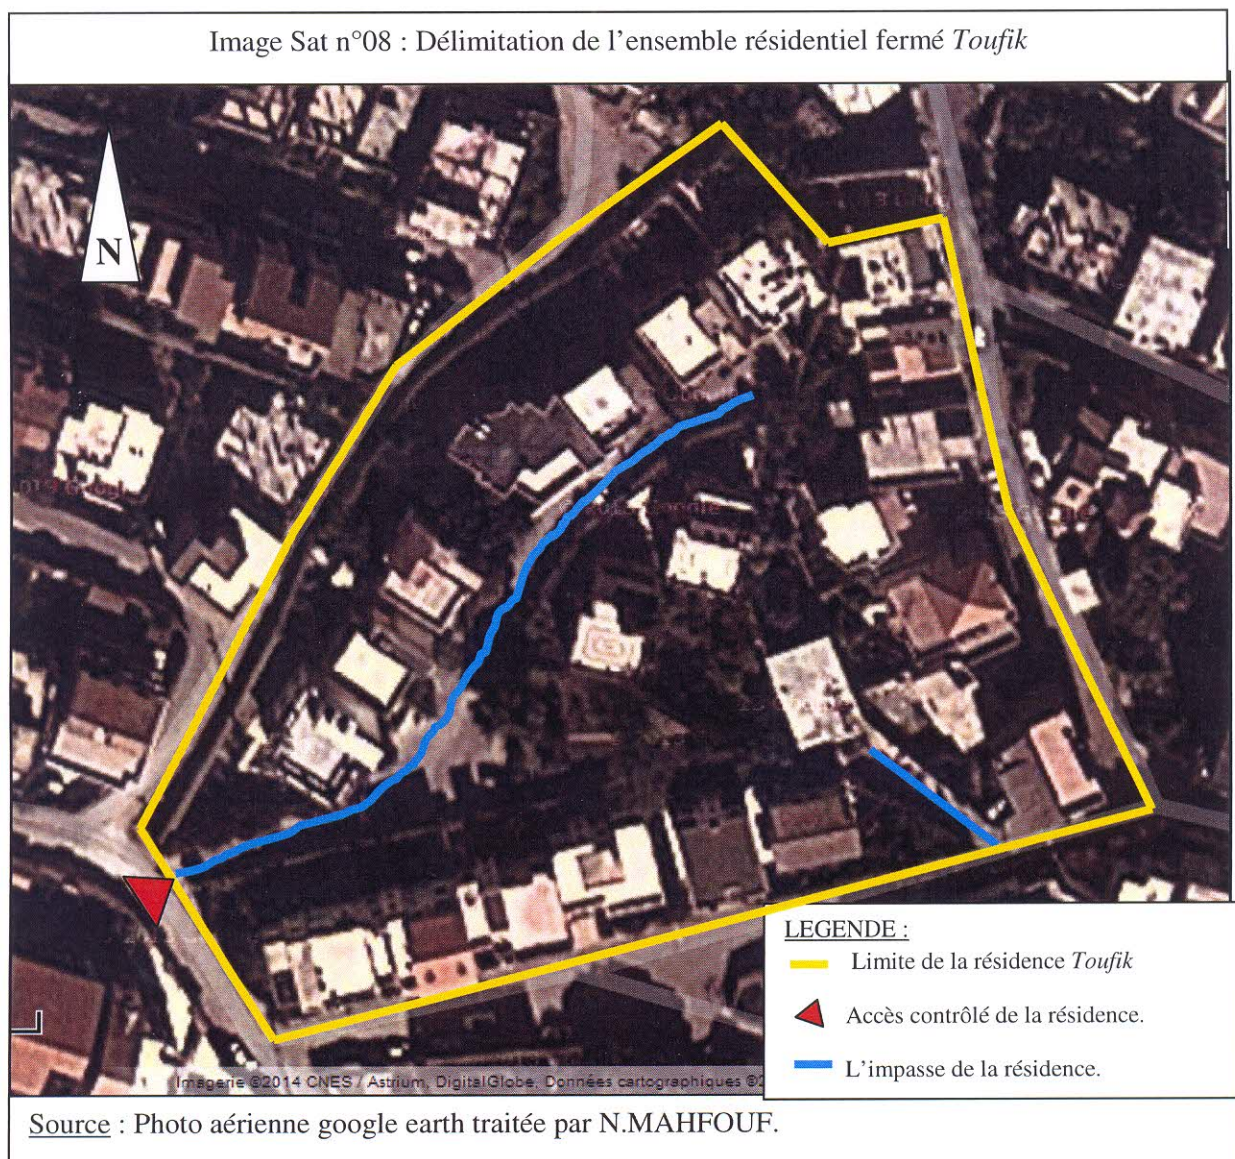 Image Sat n°08 : Délimitation de l'ensemble résidentiel fermé Toufik
N
Google
LEGENDE :
Limite de la résidence Toufik
Accès contrôlé de la résidence.
L'impasse de la résidence.
Imagerie ©2014 CNES / Astrium, DigitalGlobe, Données cartographiques ©2
Source : Photo aérienne google earth traitée par N.MAHFOUF.